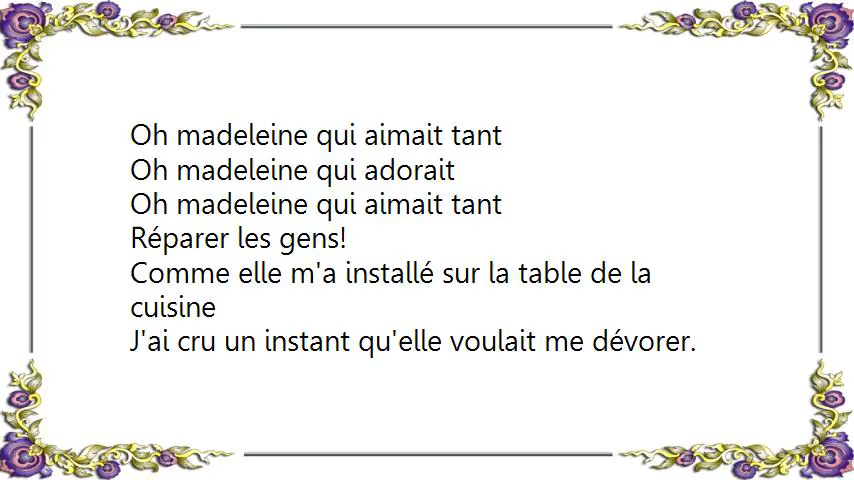 Oh madeleine qui aimait tant
Oh madeleine qui adorait
Oh madeleine qui aimait tant
Réparer les gens!
Comme elle m'a installé sur la table de la
cuisine
J'ai cru un instant qu'elle voulait me dévorer.